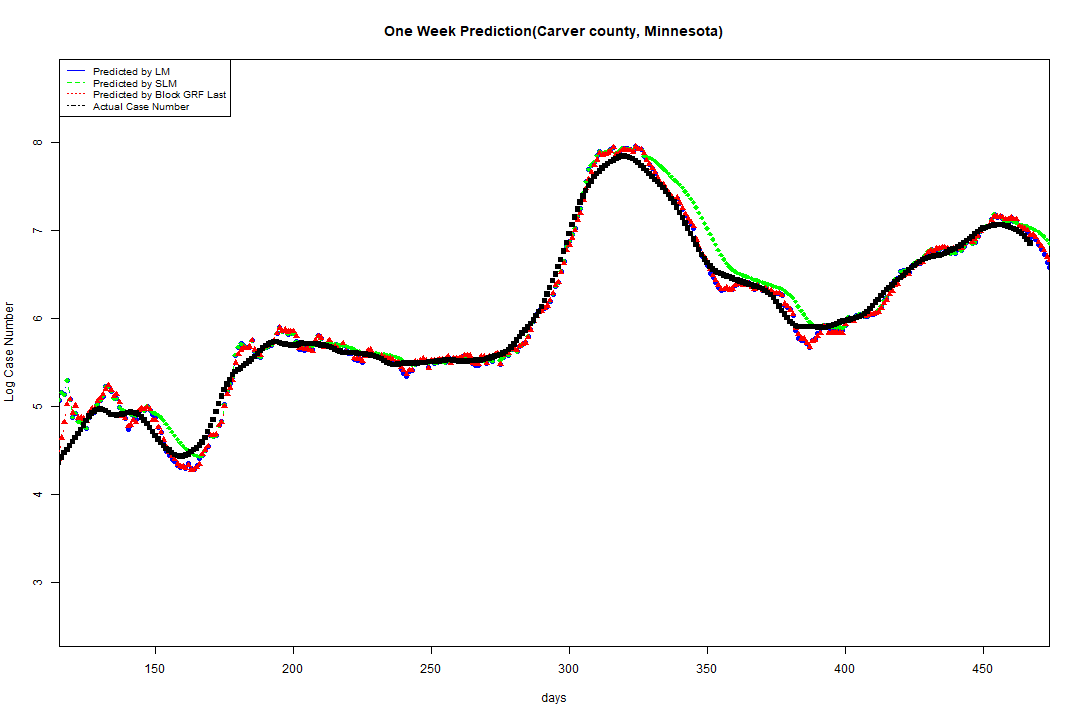 One Week Prediction(Carver county, Minnesota)
Predicted by LM
Predicted by SLM
Predicted by Block GRF Last
Actual Case Number
Log Case Number
8
7
6
5
4
3
150 200 250 300 350 400 450
days